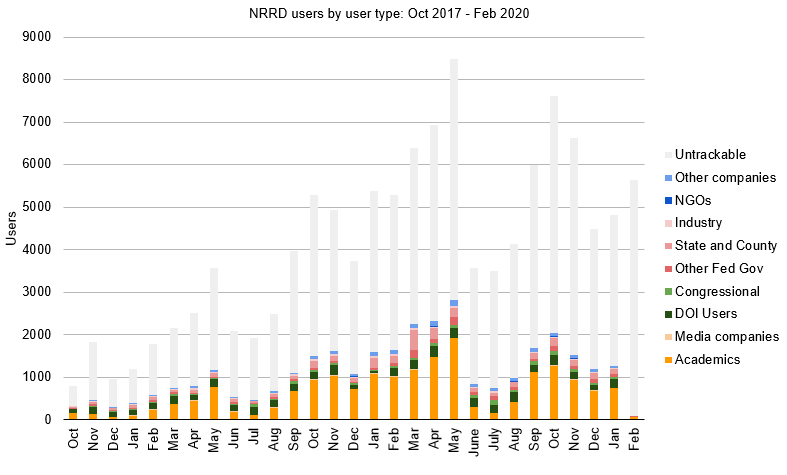 NRRD users by user type: Oct 2017 - Feb 2020
9000
8000
7000
6000
5000
4000
3000
2000
1000
0
Users
Oct
Nov
Dec
Jan
Feb
Mar
Apr
May
Jun
Jul
Aug
Sep
Oct
Nov
Dec
Jan
Feb
Mar
Apr
May
June
July
Aug
Sep
Oct
Nov
Dec
Jan
Feb
Untrackable
Other companies
NGOs
Industry
State and County
Other Fed Gov
Congressional
DOI Users
Media companies
Academics